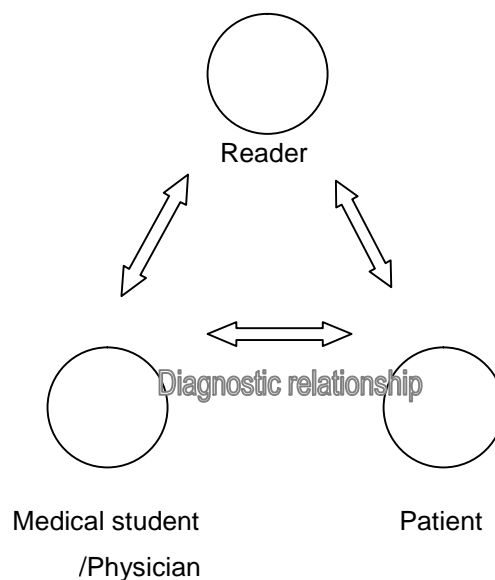 Reader
Diagnostic relationship
Medical student
Patient
/Physician